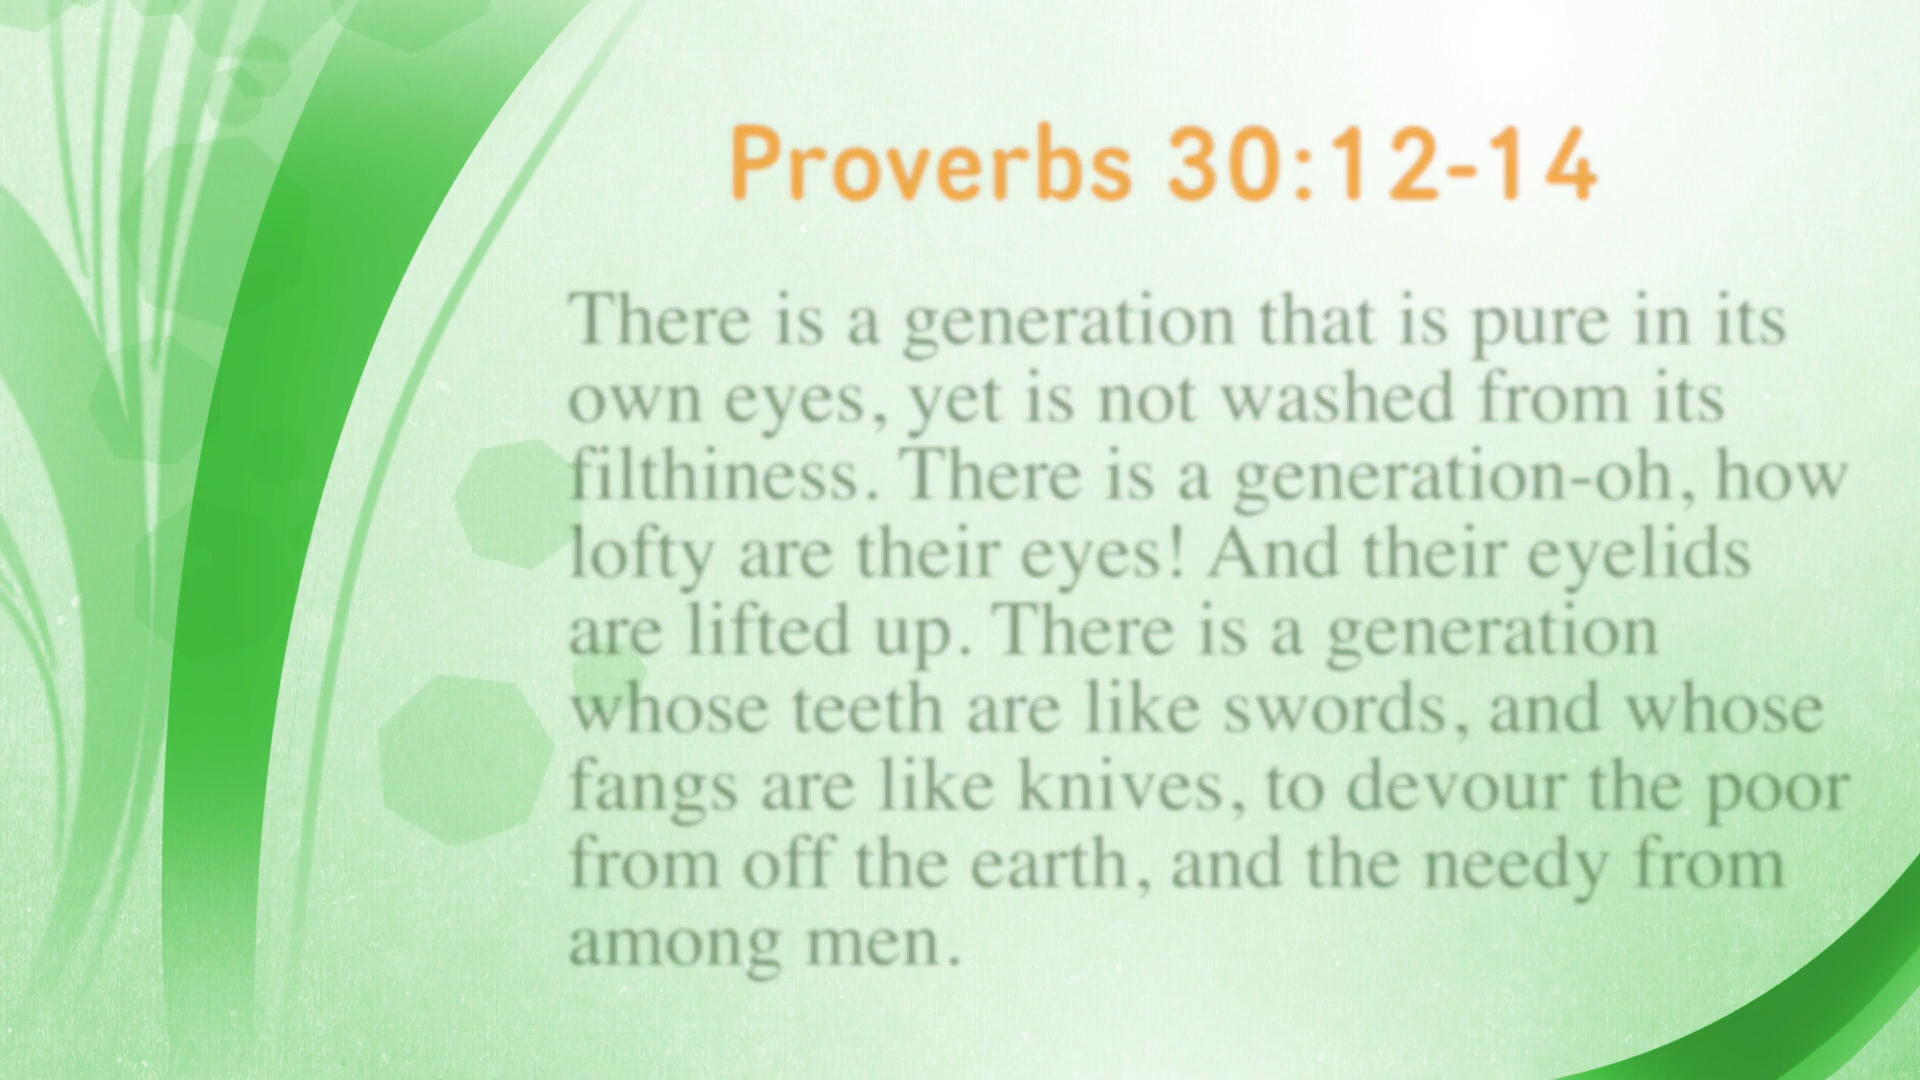 Proverbs 30:12-14
There is a generation that is pure in its
own eyes, yet is not washed from its
filthiness. There is a generation-oh, how
lofty are their eyes! And their eyelids
are lifted up. There is a generation
whose teeth are like swords, and whose
fangs are like knives, to devour the poor
from off the earth, and the needy from
among men.